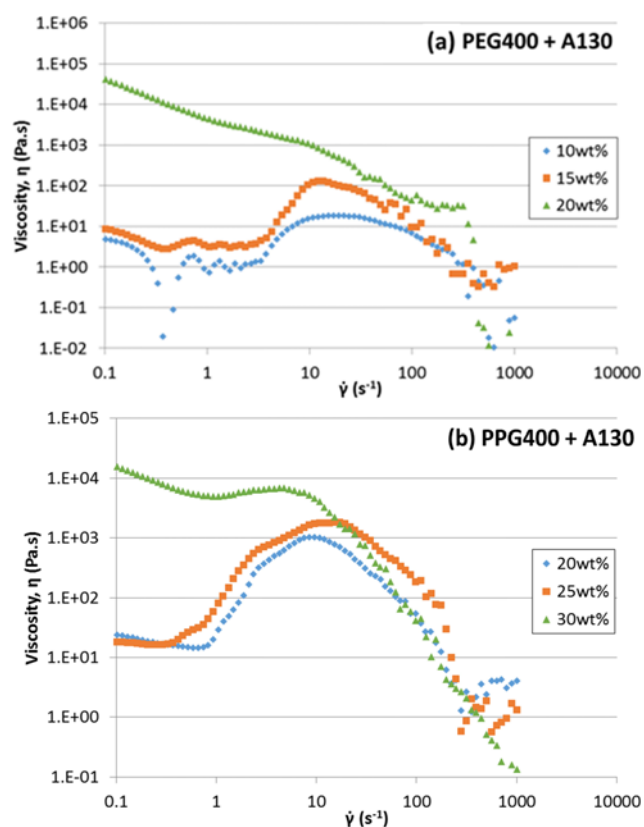 (a) PEG400 + A130
1.E+06
1.E+05
1.E+04
1.E+03
1.E+02
1.E+01
1.E+00
1.E-01
1.E-02
Viscosity, η (Pa.s)
10wt%
15wt%
20wt%
0.1 1 10 100 1000 10000
γ̇ (s⁻¹)
(b) PPG400 + A130
1.E+05
1.E+04
1.E+03
1.E+02
1.E+01
1.E+00
1.E-01
Viscosity, η (Pa.s)
20wt%
25wt%
30wt%
0.1 1 10 100 1000 10000
γ̇ (s⁻¹)